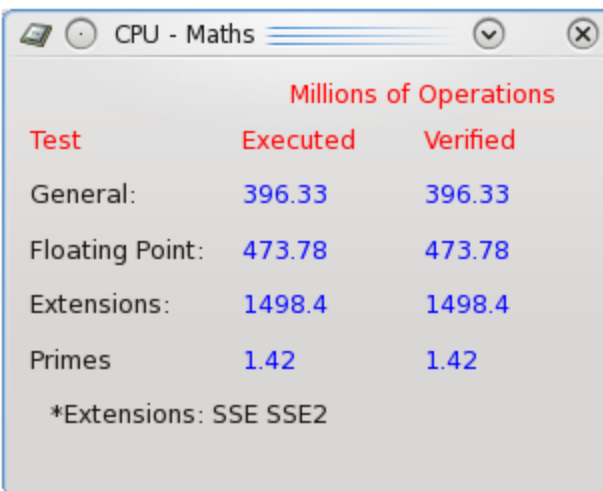 CPU - Maths
Millions of Operations
Test Executed Verified
General: 396.33 396.33
Floating Point: 473.78 473.78
Extensions: 1498.4 1498.4
Primes 1.42 1.42
*Extensions: SSE SSE2